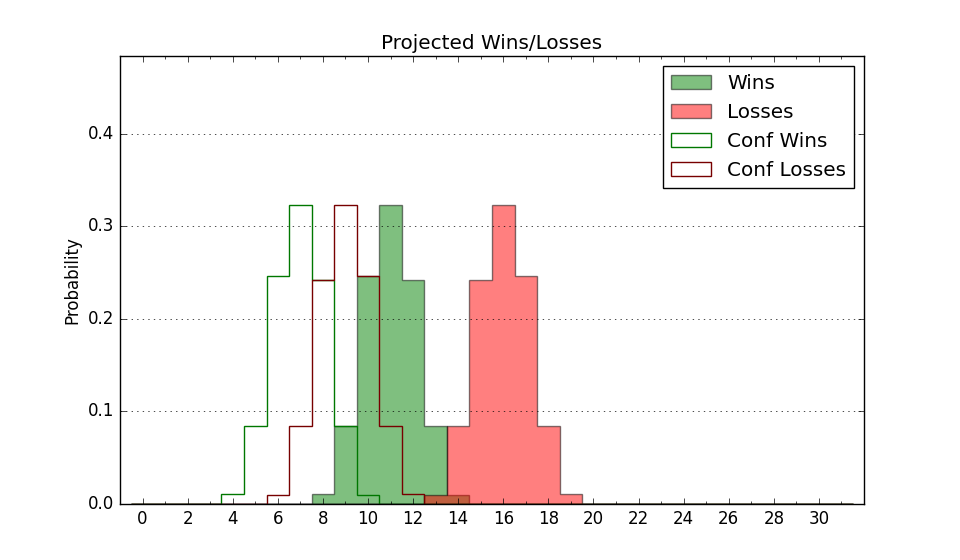 Projected Wins/Losses
Wins
Losses
Conf Wins
Conf Losses
Probability
0.4
0.3
0.2
0.1
0.0
0 2 4 6 8 10 12 14 16 18 20 22 24 26 28 30